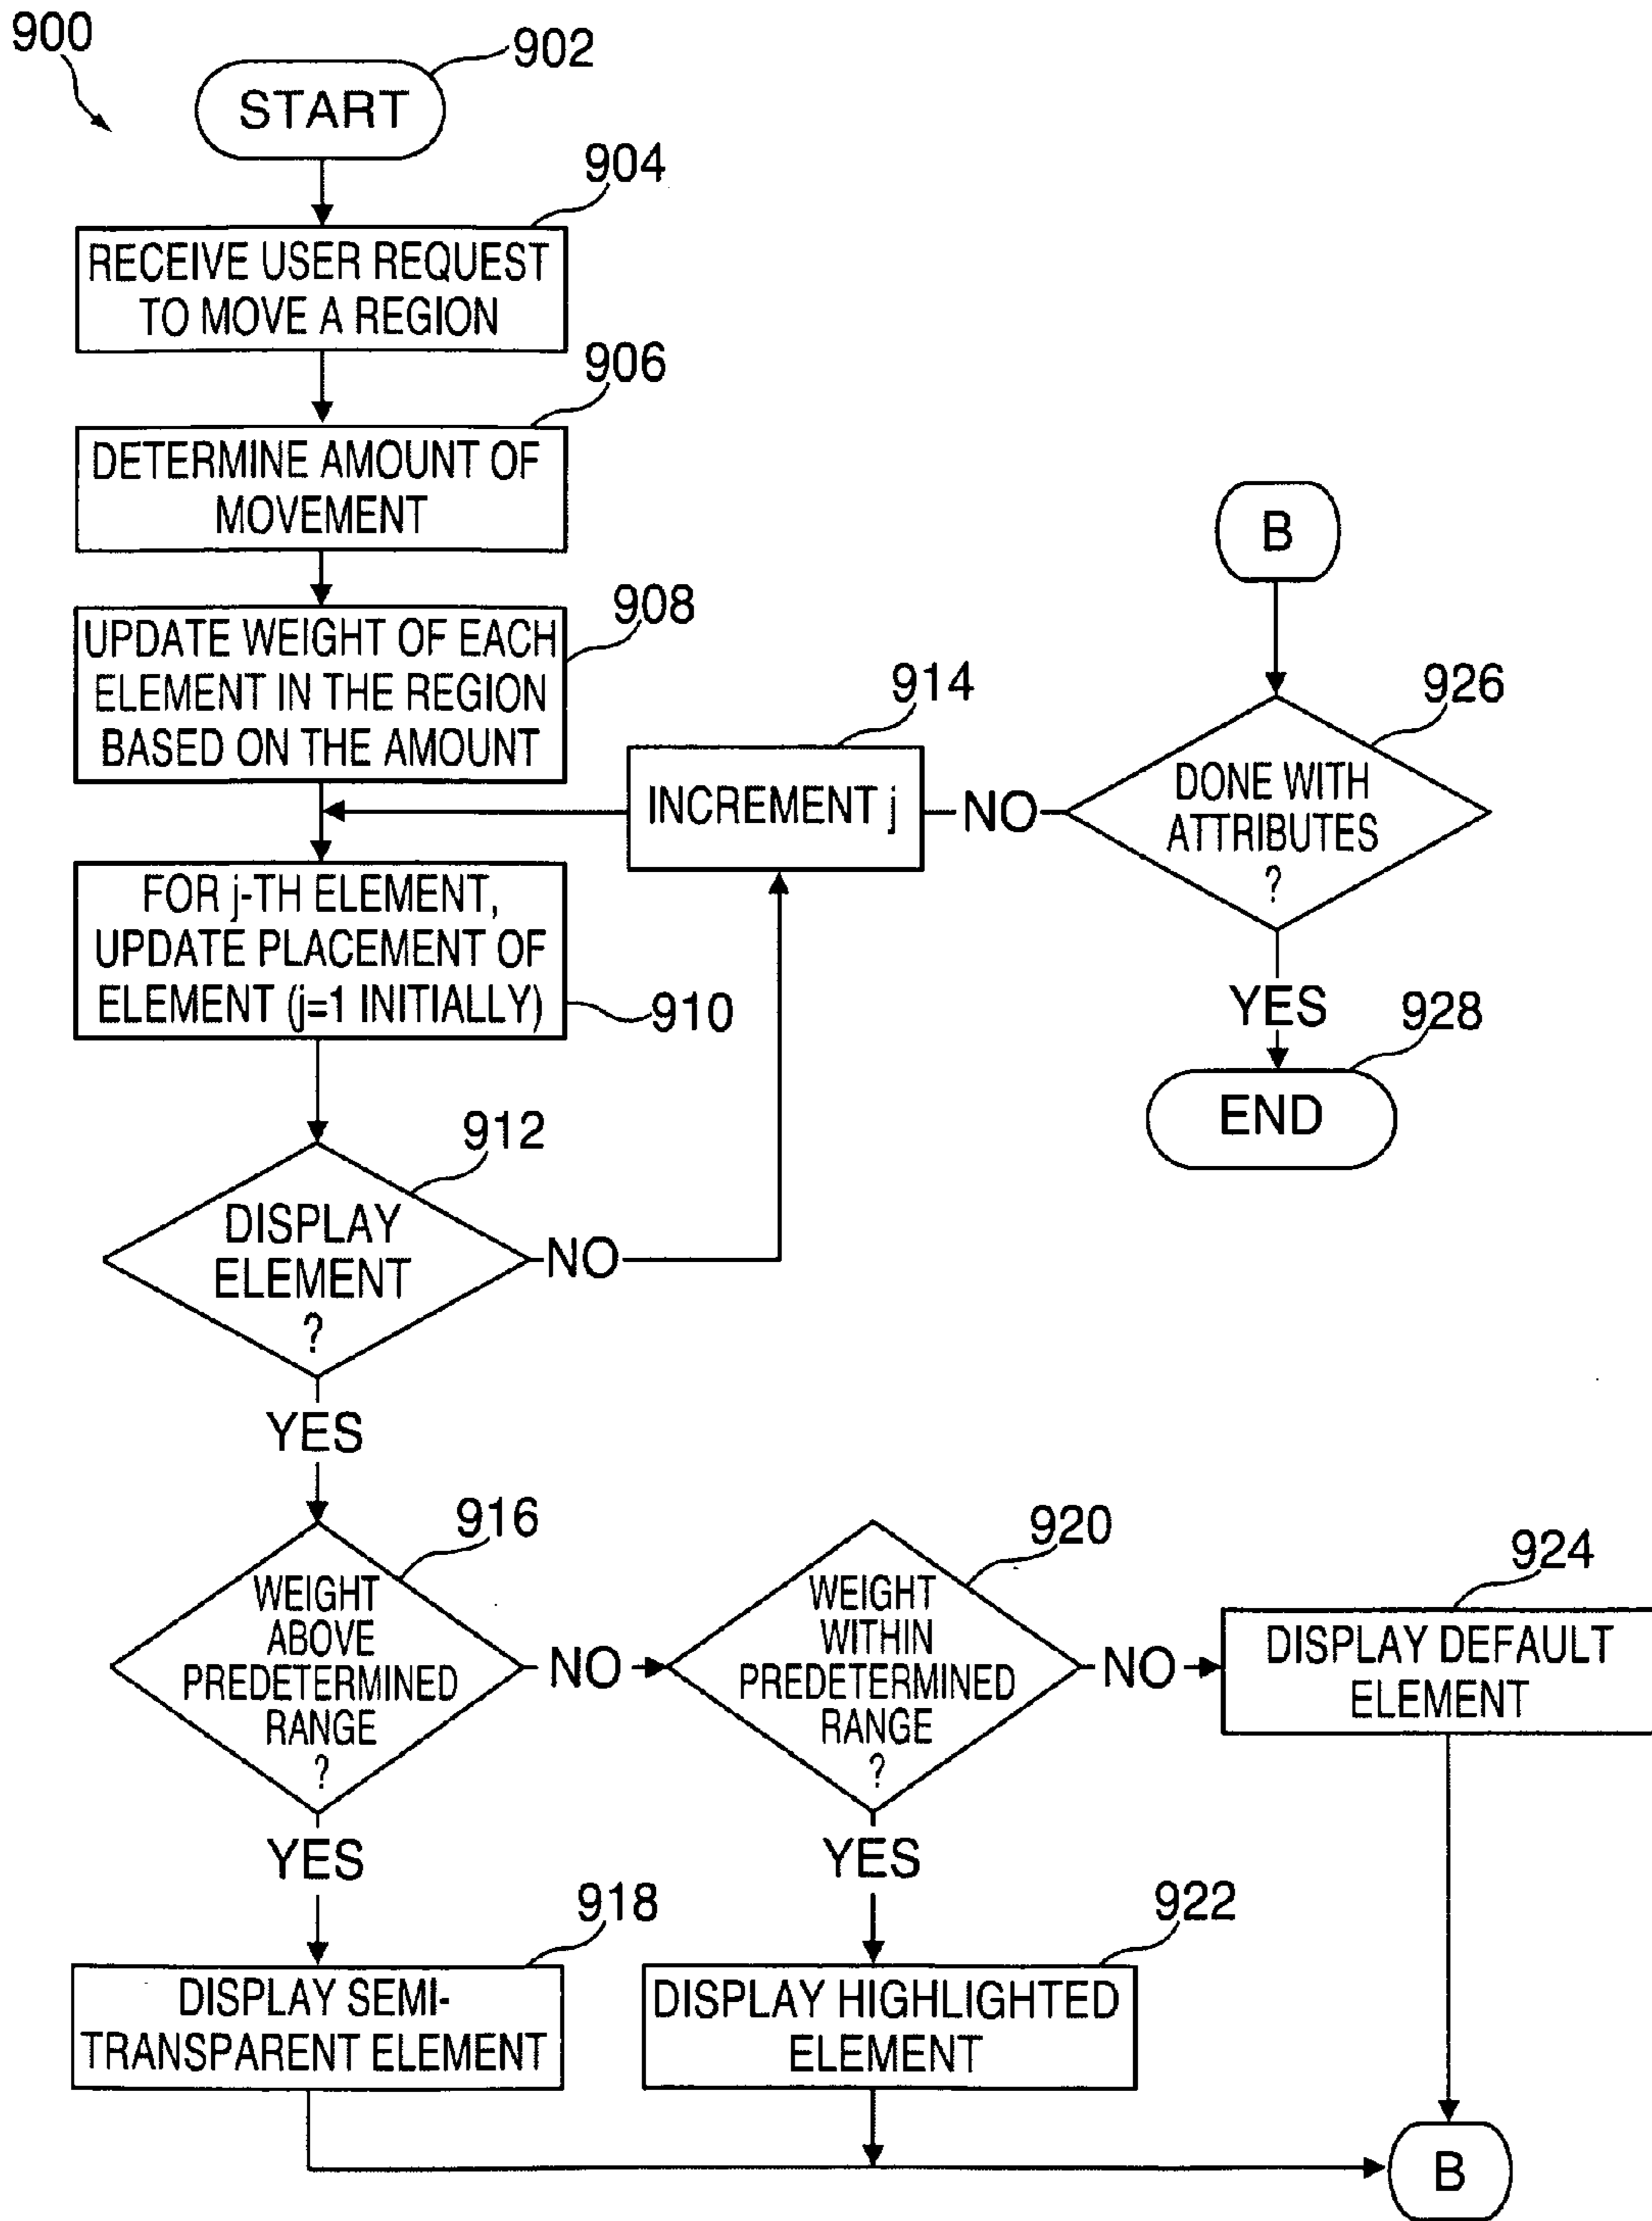 900
902
START
904
RECEIVE USER REQUEST
TO MOVE A REGION
906
DETERMINE AMOUNT OF
MOVEMENT
908
UPDATE WEIGHT OF EACH
ELEMENT IN THE REGION
BASED ON THE AMOUNT
914
INCREMENT j
NO
B
926
DONE WITH
ATTRIBUTES
?
YES
928
END
FOR j-TH ELEMENT,
UPDATE PLACEMENT OF
ELEMENT (j=1 INITIALLY)
910
912
DISPLAY
ELEMENT
?
NO
YES
916
WEIGHT
ABOVE
PREDETERMINED
RANGE
?
NO
920
WEIGHT
WITHIN
PREDETERMINED
RANGE
?
NO
924
DISPLAY DEFAULT
ELEMENT
YES
918
DISPLAY SEMI-
TRANSPARENT ELEMENT
YES
922
DISPLAY HIGHLIGHTED
ELEMENT
B